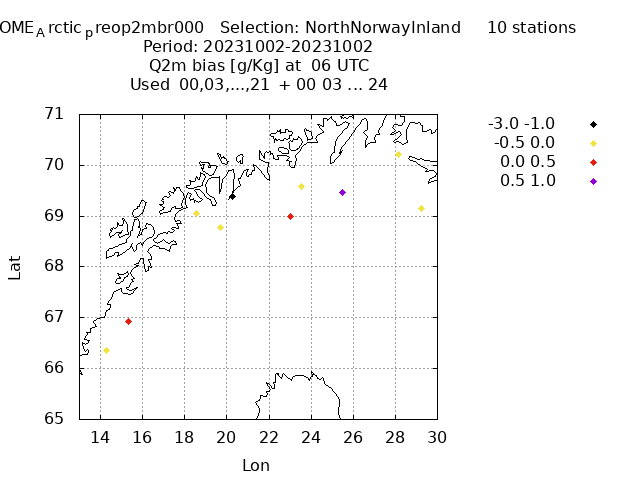 OME_A rctic_preop2mbr000 Selection: NorthNorwayInland 10 stations
Period: 20231002-20231002
Q2m bias [g/Kg] at 06 UTC
Used 00,03,...,21 + 00 03 ... 24
-3.0 -1.0
-0.5 0.0
0.0 0.5
0.5 1.0
71
70
69
68
67
66
65
Lat
14 16 18 20 22 24 26 28 30
Lon